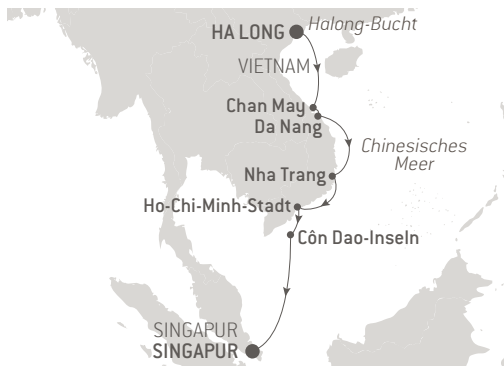 HA LONG
Halong-Bucht
VIETNAM
Chan May
Da Nang
Chinesisches
Meer
Nha Trang
Ho-Chi-Minh-Stadt
Côn Dao-Inseln
SINGAPUR
SINGAPUR